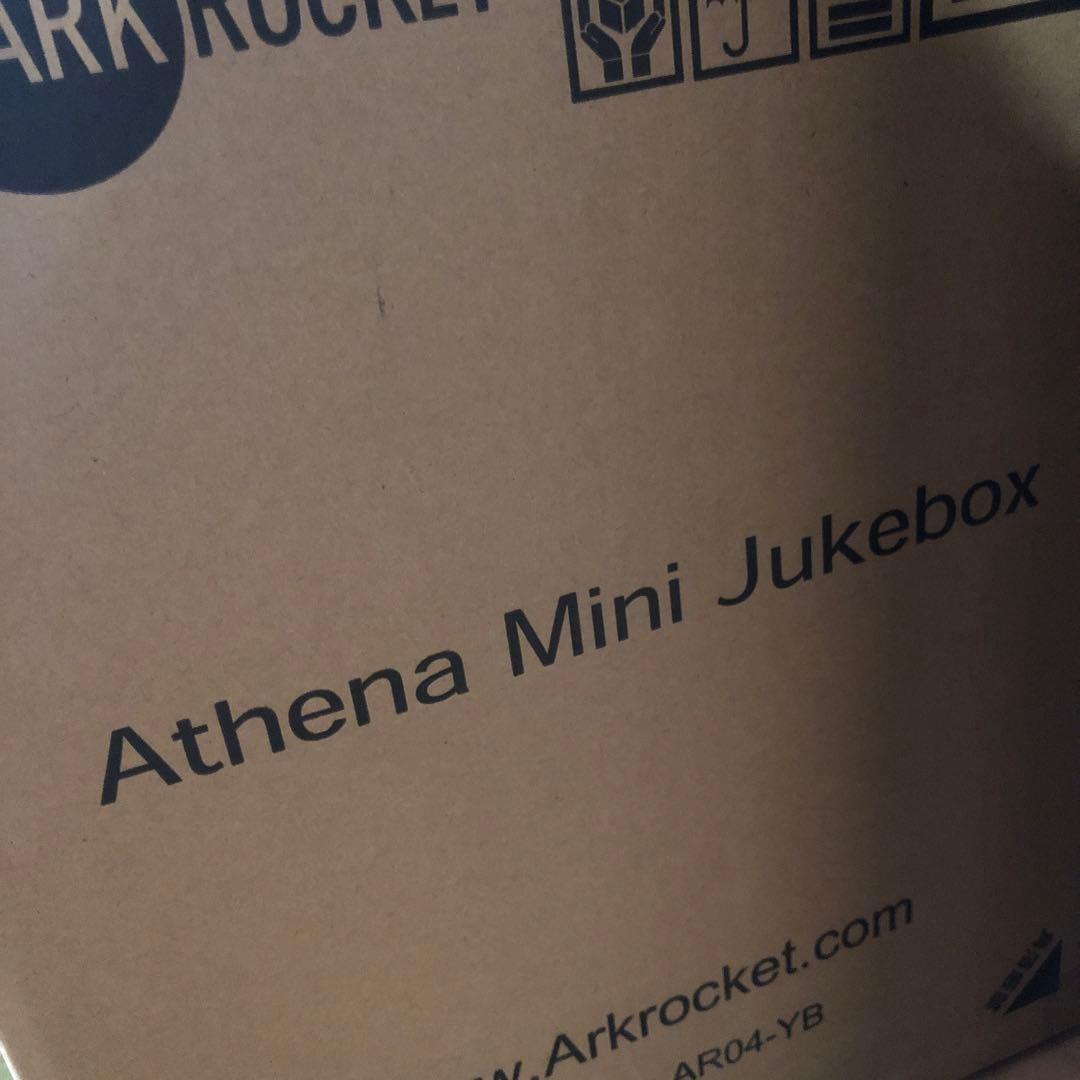 ARK ROCKET
Athena Mini Jukebox
w.Arkrocket.com
AR04-YB